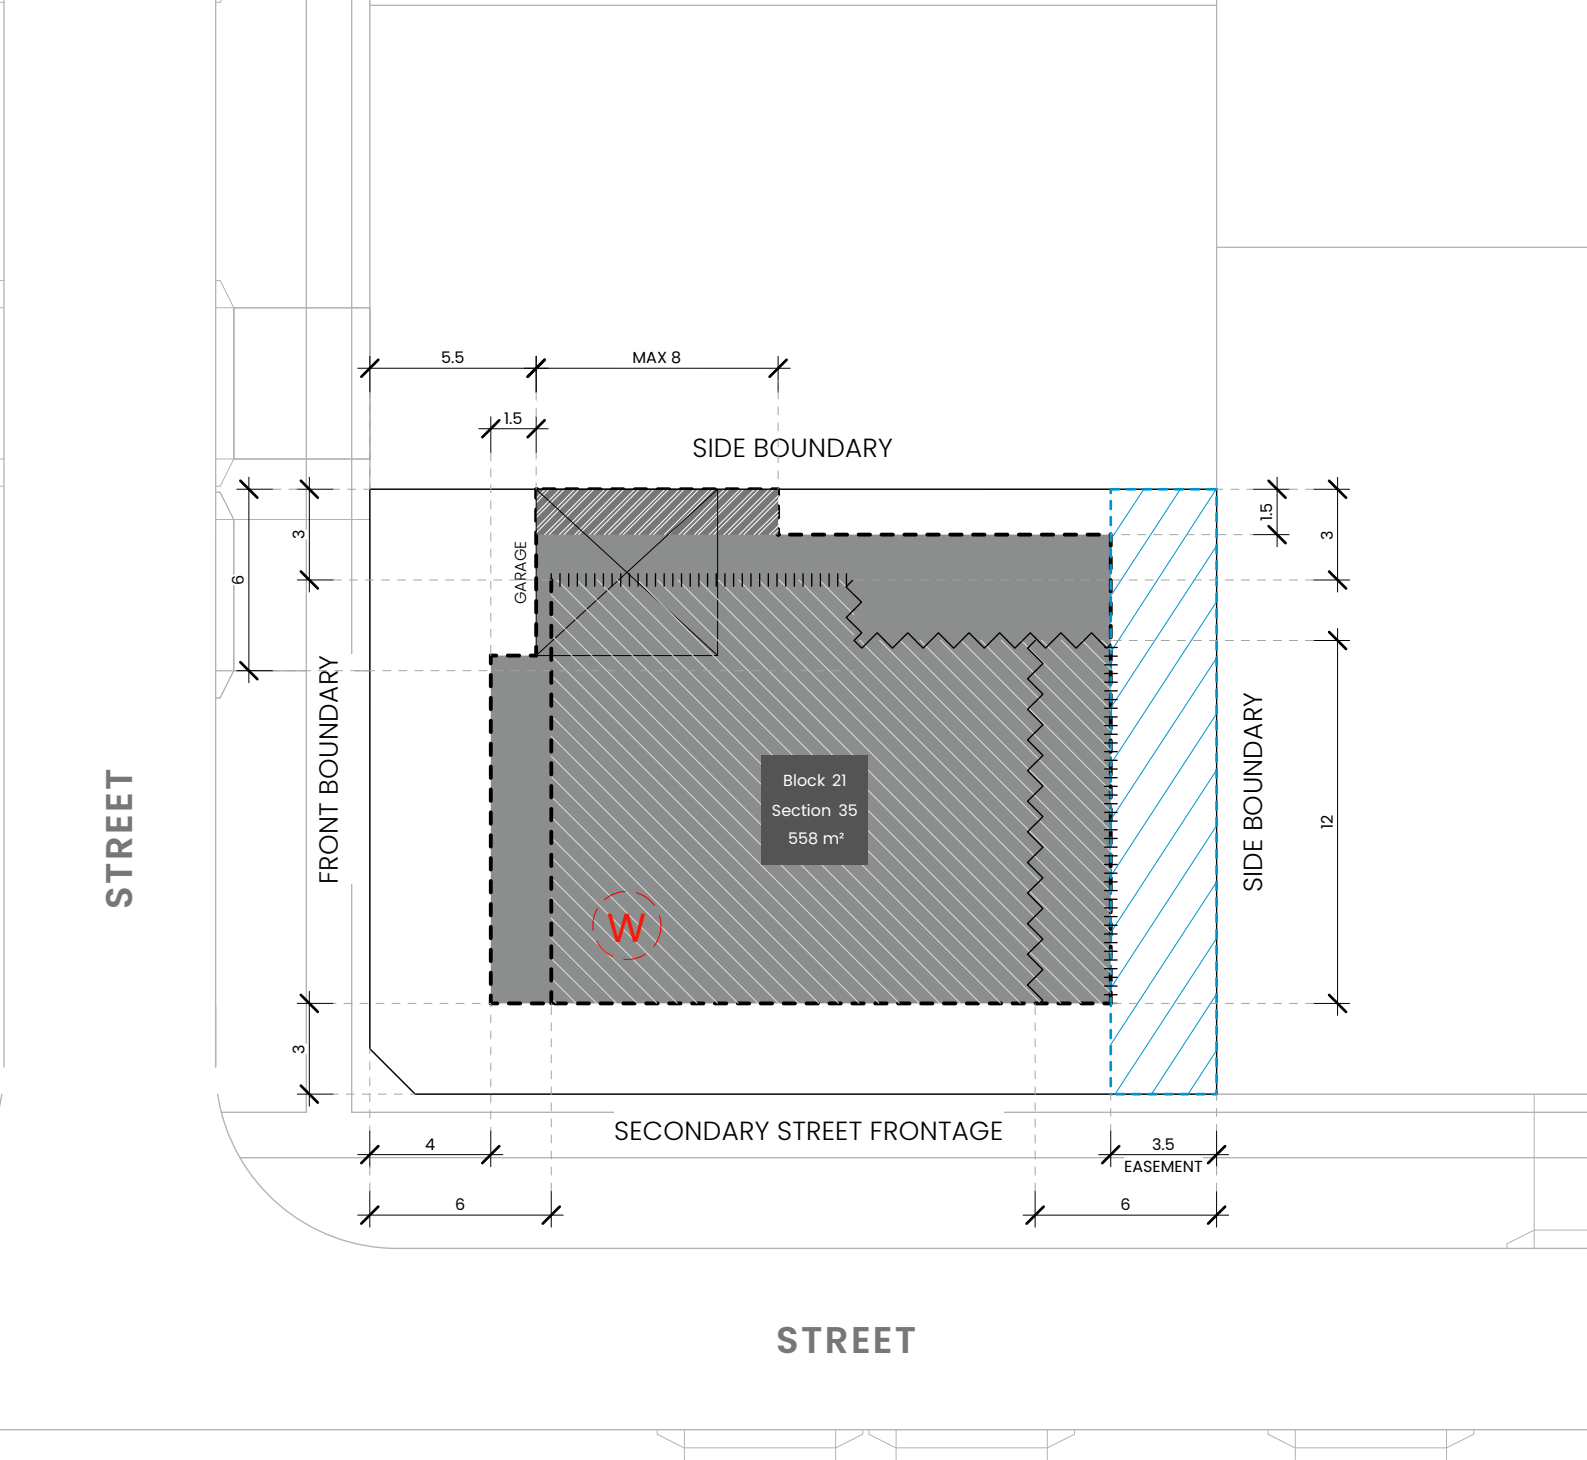 5.5
MAX 8
1.5
SIDE BOUNDARY
3
6
GARAGE
1.5
3
FRONT BOUNDARY
STREET
Block 21
Section 35
558 m²
W
12
SIDE BOUNDARY
3
SECONDARY STREET FRONTAGE
4
3.5
EASEMENT
6
6
STREET